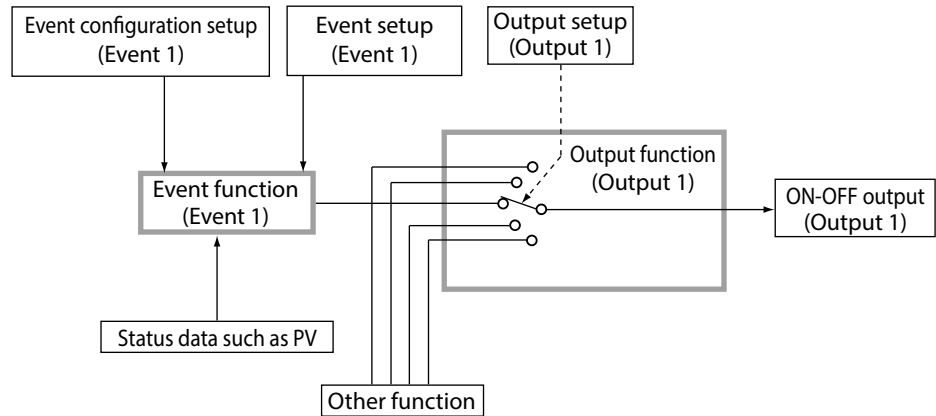 Event configuration setup
(Event 1)
Event setup
(Event 1)
Output setup
(Output 1)
Event function
(Event 1)
Output function
(Output 1)
ON-OFF output
(Output 1)
Status data such as PV
Other function